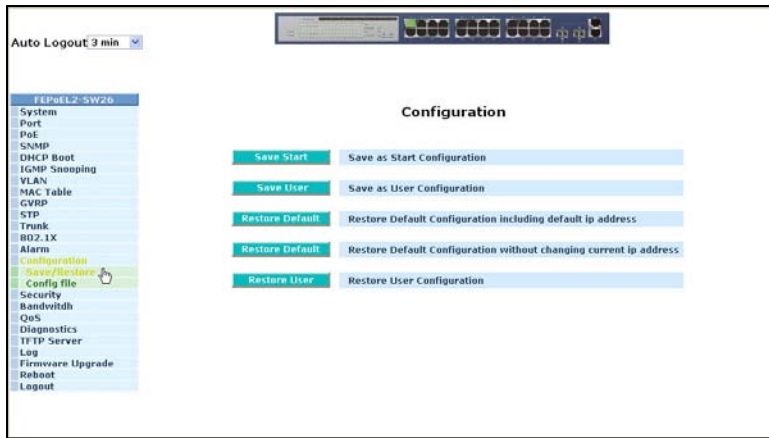 Auto Logout 3 min
FEPoEL2-SW26
System
Port
PoE
SNMP
DHCP Boot
IGMP Snooping
VLAN
MAC Table
GVRP
STP
Trunk
802.1X
Alarm
Configuration
Save/Restore
Config file
Security
Bandwitdh
QoS
Diagnostics
TFTP Server
Log
Firmware Upgrade
Reboot
Logout
Configuration
Save Start Save as Start Configuration
Save User Save as User Configuration
Restore Default Restore Default Configuration including default ip address
Restore Default Restore Default Configuration without changing current ip address
Restore User Restore User Configuration